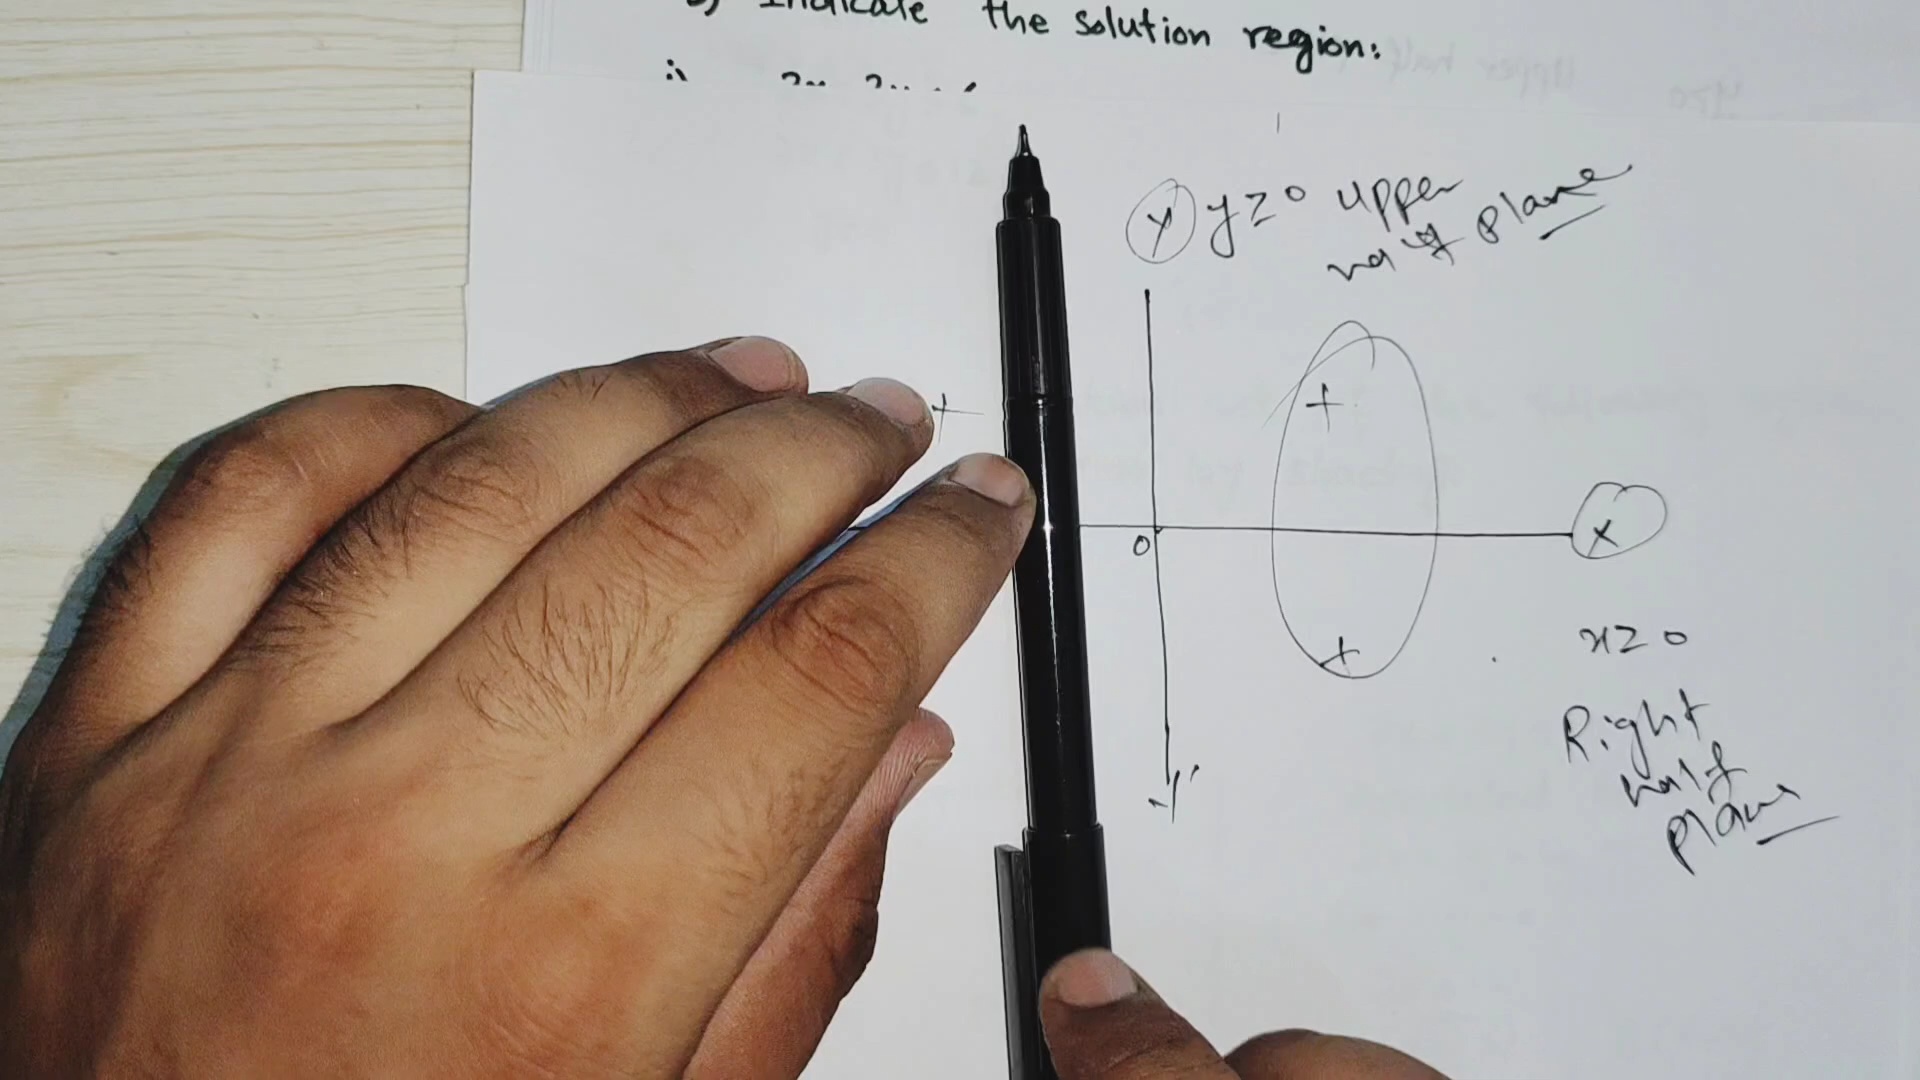 Indicate the solution region:
i)
y y ≥ 0 upper
half plane
+ +
0 x
+
x ≥ 0
Right
half
plane
y'